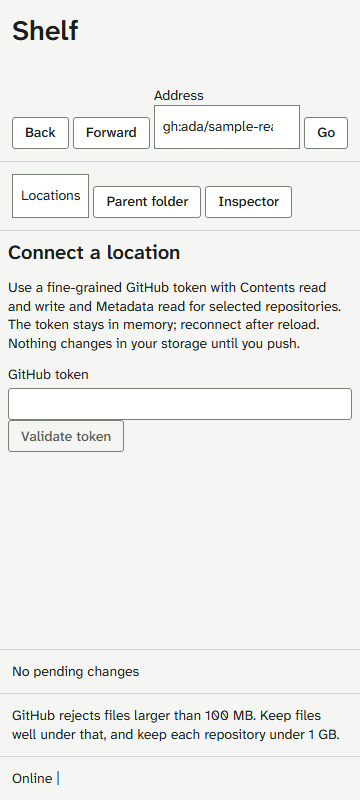 Shelf
Address
Back
Forward
gh:ada/sample-rea
Go
Locations
Parent folder
Inspector
Connect a location
Use a fine-grained GitHub token with Contents read
and write and Metadata read for selected repositories.
The token stays in memory; reconnect after reload.
Nothing changes in your storage until you push.
GitHub token
Validate token
No pending changes
GitHub rejects files larger than 100 MB. Keep files
well under that, and keep each repository under 1 GB.
Online